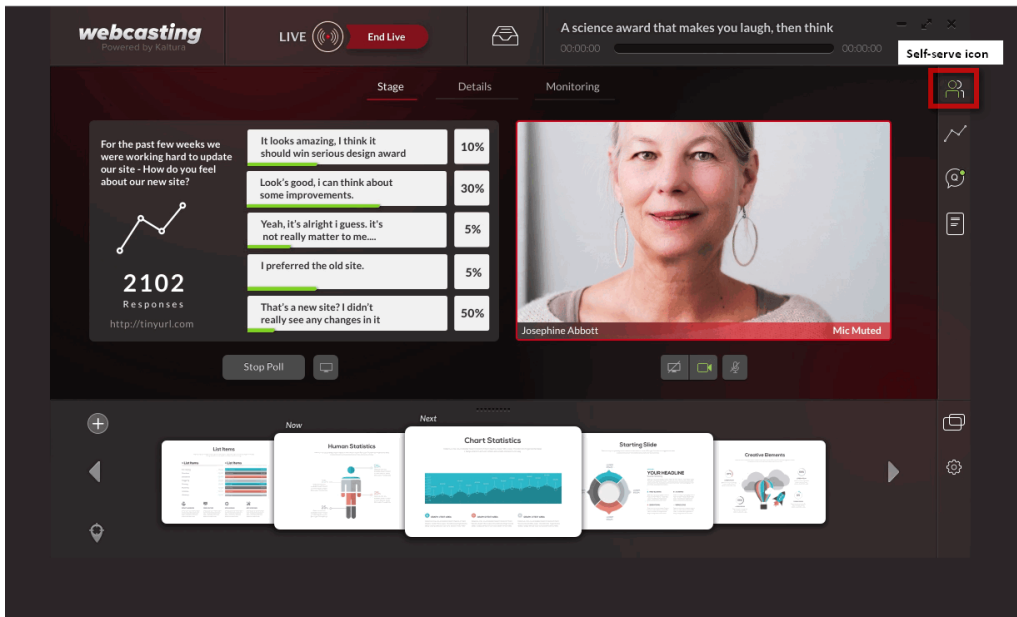 webcasting
Powered by Kaltura
LIVE
End Live
A science award that makes you laugh, then think
00:00:00
00:00:00
Self-serve icon
Stage
Details
Monitoring
For the past few weeks we
were working hard to update
our site - How do you feel
about our new site?
2102
Responses
http://tinyurl.com
It looks amazing, I think it
should win serious design award
10%
Look's good, i can think about
some improvements.
30%
Yeah, it's alright i guess. it's
not really matter to me....
5%
I preferred the old site.
5%
That's a new site? I didn't
really see any changes in it
50%
Josephine Abbott
Mic Muted
Stop Poll
Now
Next
List Items
Human Statistics
Chart Statistics
Starting Slide
YOUR HEADLINE
Creative Elements